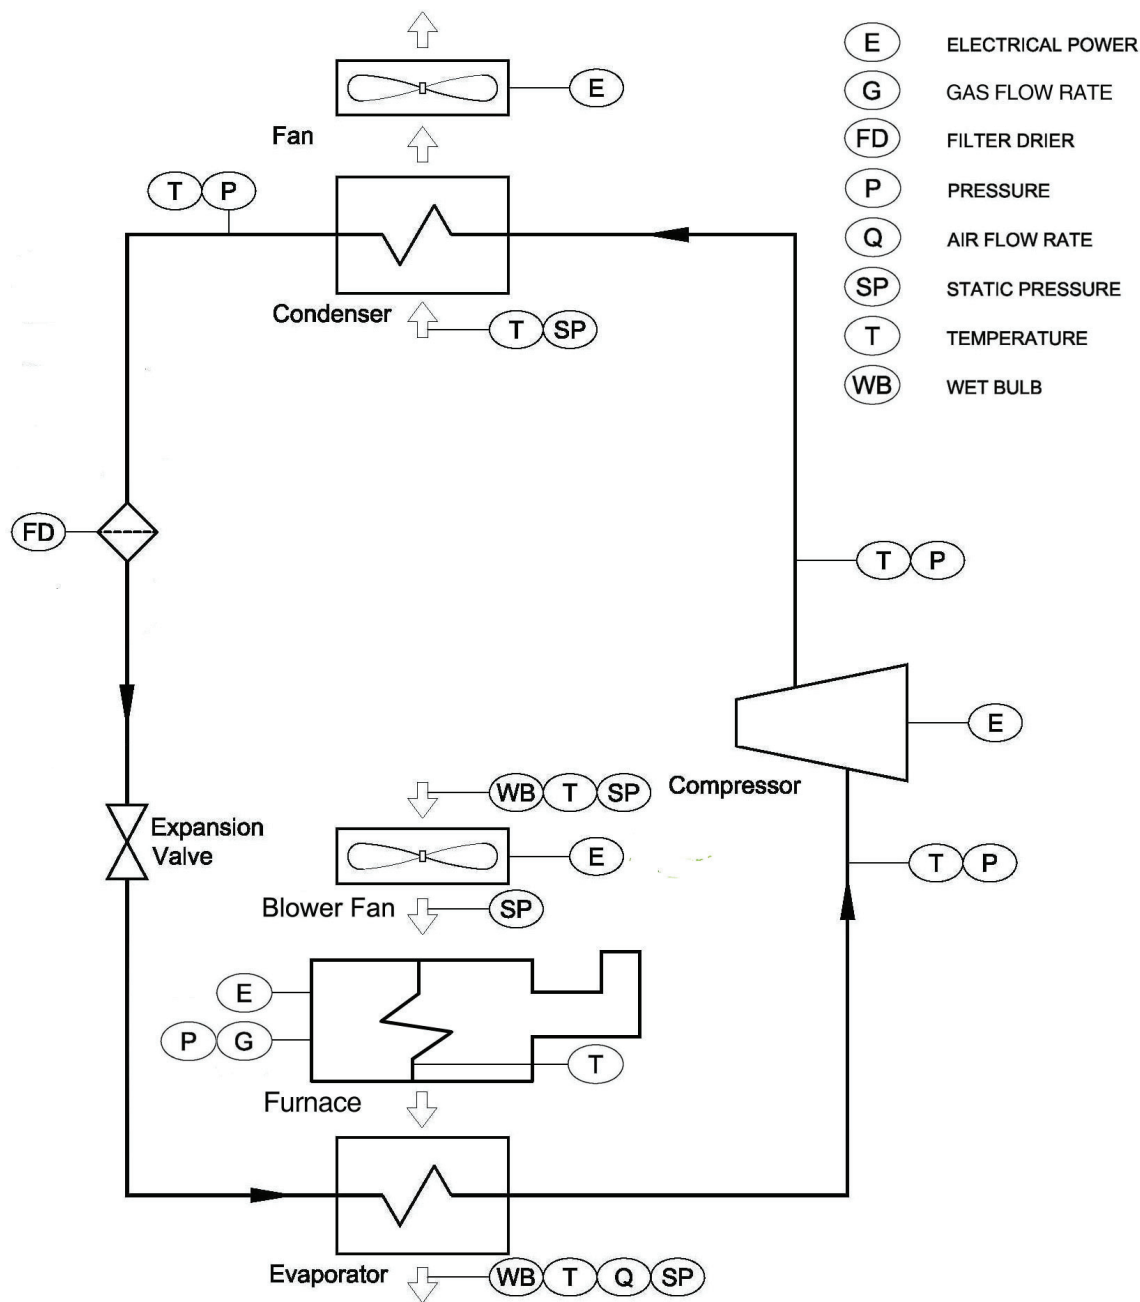 E ELECTRICAL POWER
G GAS FLOW RATE
FD FILTER DRIER
P PRESSURE
Q AIR FLOW RATE
SP STATIC PRESSURE
T TEMPERATURE
WB WET BULB
E
Fan
T P
Condenser
T SP
FD
T P
E
Compressor
WB T SP
Expansion
Valve
E
T P
Blower Fan
SP
E
P G
T
Furnace
Evaporator
WB T Q SP